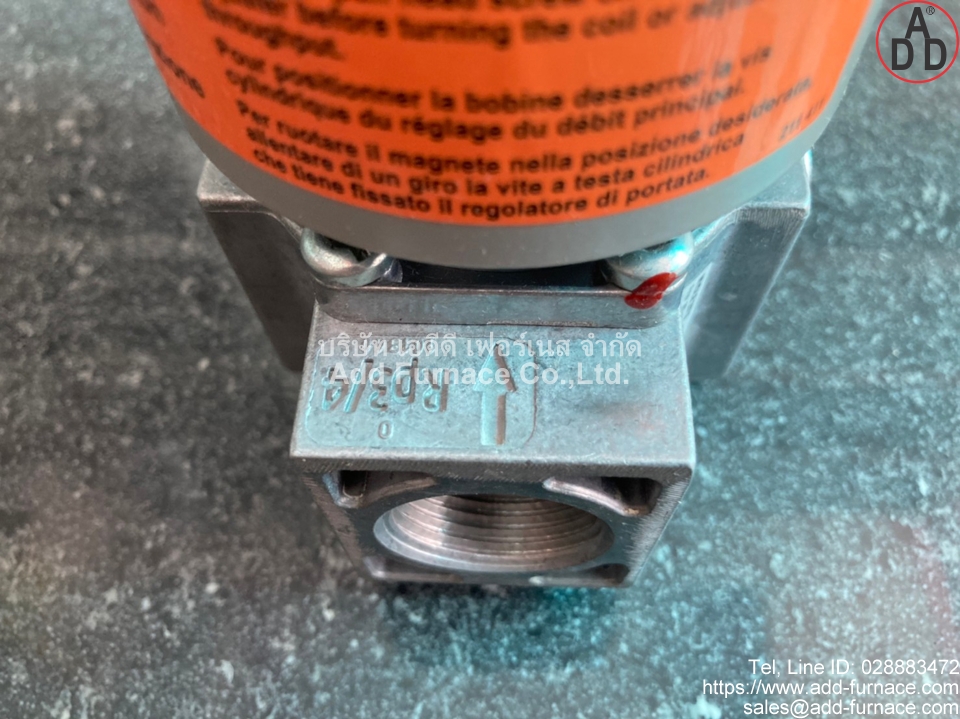 before turning the coil or
throughput.
Pour positionner la bobine desserrer la vis
cylindrique du réglage du débit principal.
Per ruotare il magnete nella posizione desiderata,
allentare di un giro la vite a testa cilindrica
che tiene fissato il regolatore di portata.
ADD
®
บริษัท เอดีดี เฟอร์เนส จำกัด
Add Furnace Co.,Ltd.
Rp3/4
Tel, Line ID: 028883472
https://www.add-furnace.com
sales@add-furnace.com